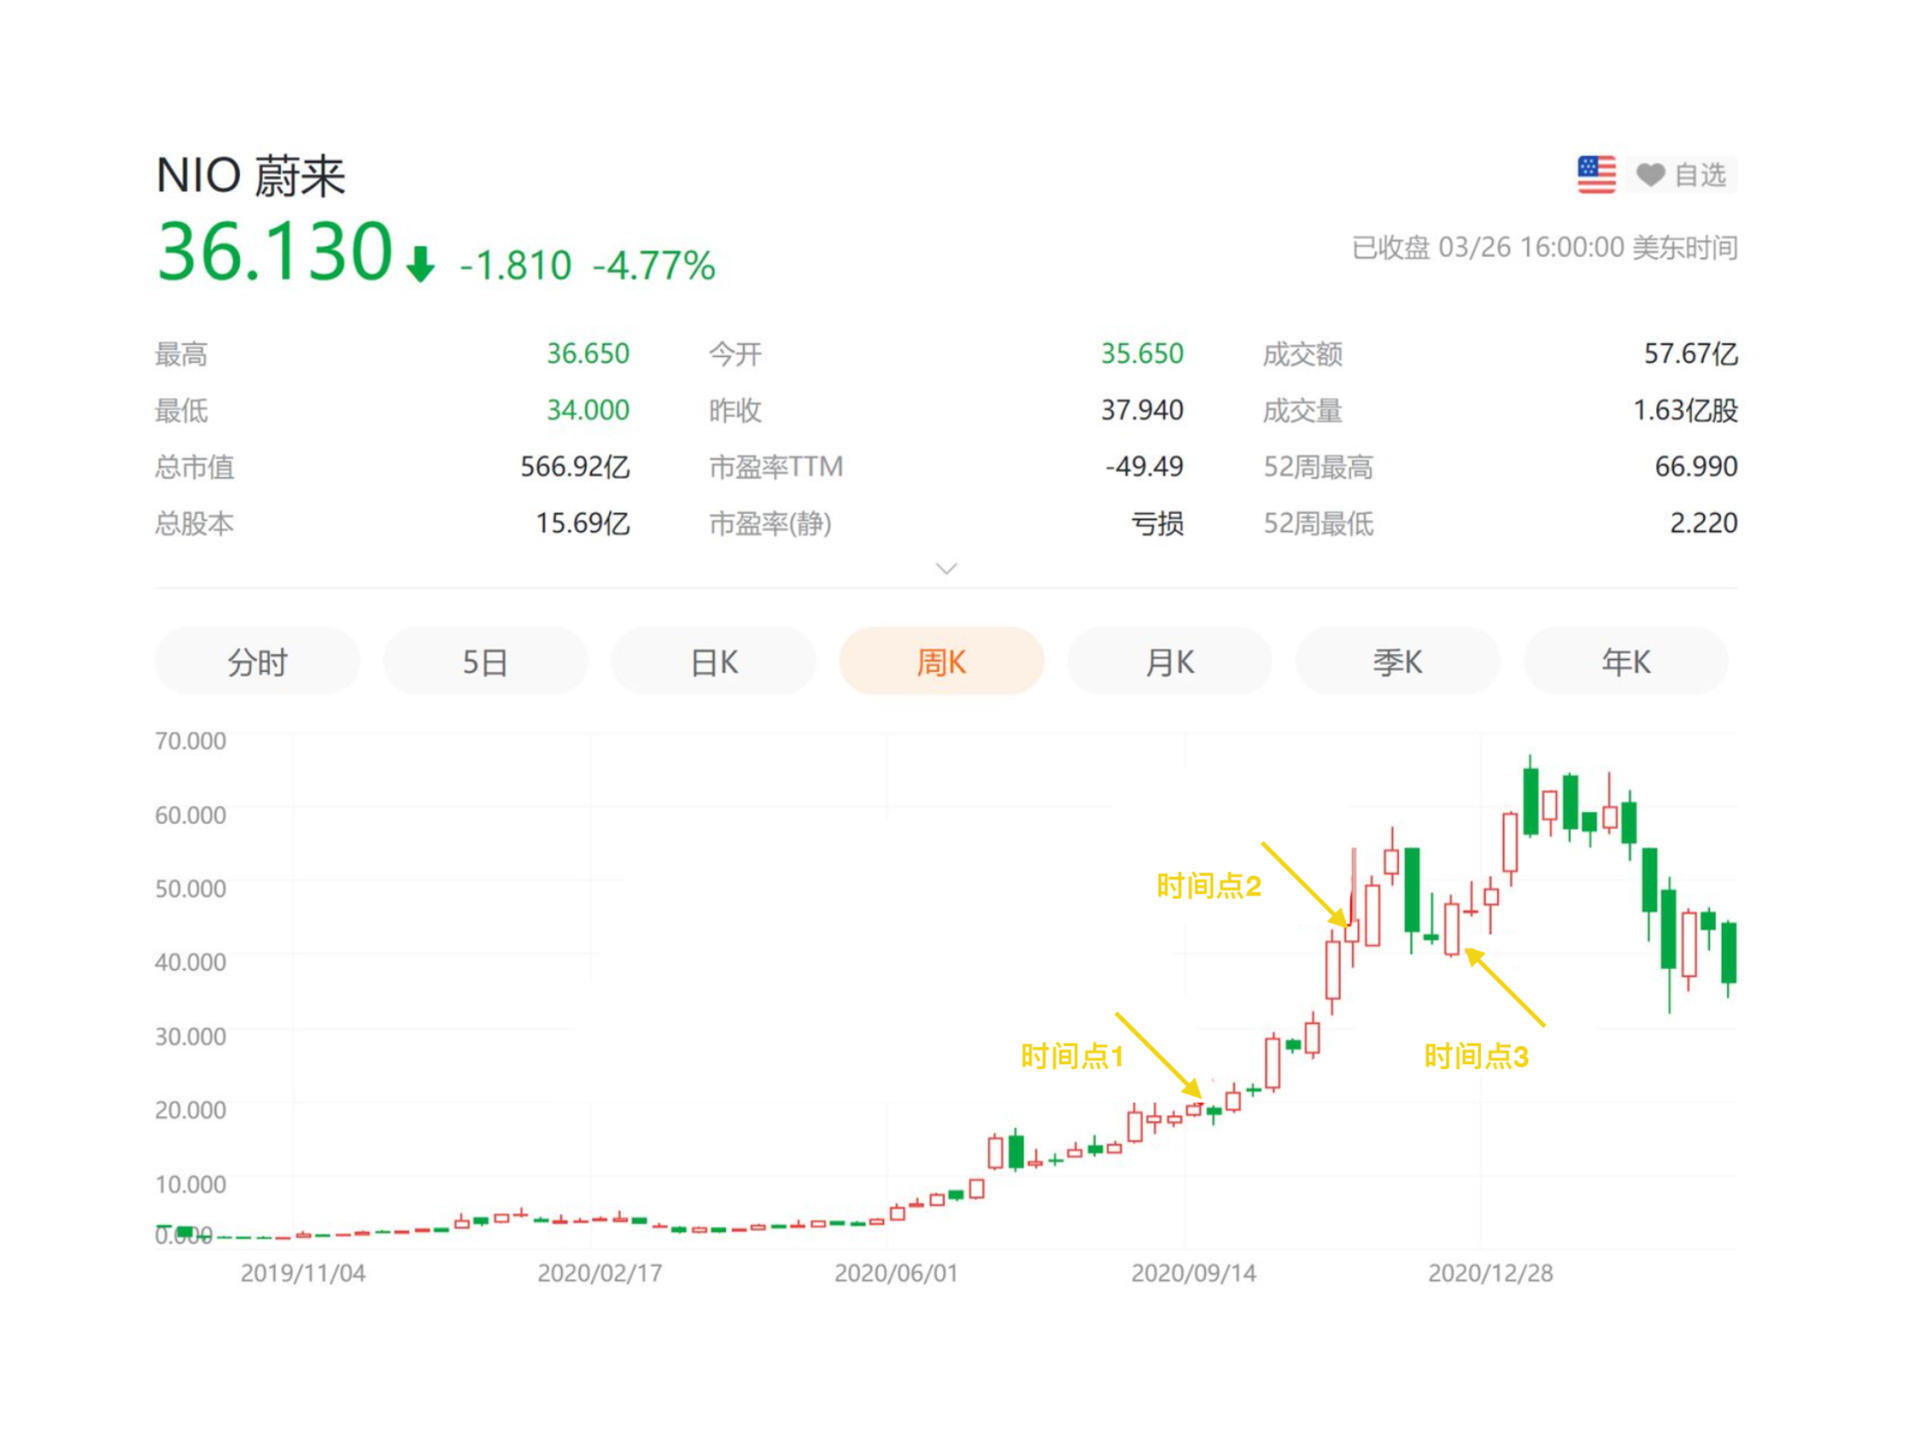 NIO 蔚来
自选
36.130 -1.810 -4.77%
已收盘 03/26 16:00:00 美东时间
最高 36.650 今开 35.650 成交额 57.67亿
最低 34.000 昨收 37.940 成交量 1.63亿股
总市值 566.92亿 市盈率TTM -49.49 52周最高 66.990
总股本 15.69亿 市盈率(静) 亏损 52周最低 2.220
分时 5日 日K 周K 月K 季K 年K
70.000
60.000
时间点2
50.000
40.000
30.000
时间点1 时间点3
20.000
10.000
0.000
2019/11/04 2020/02/17 2020/06/01 2020/09/14 2020/12/28